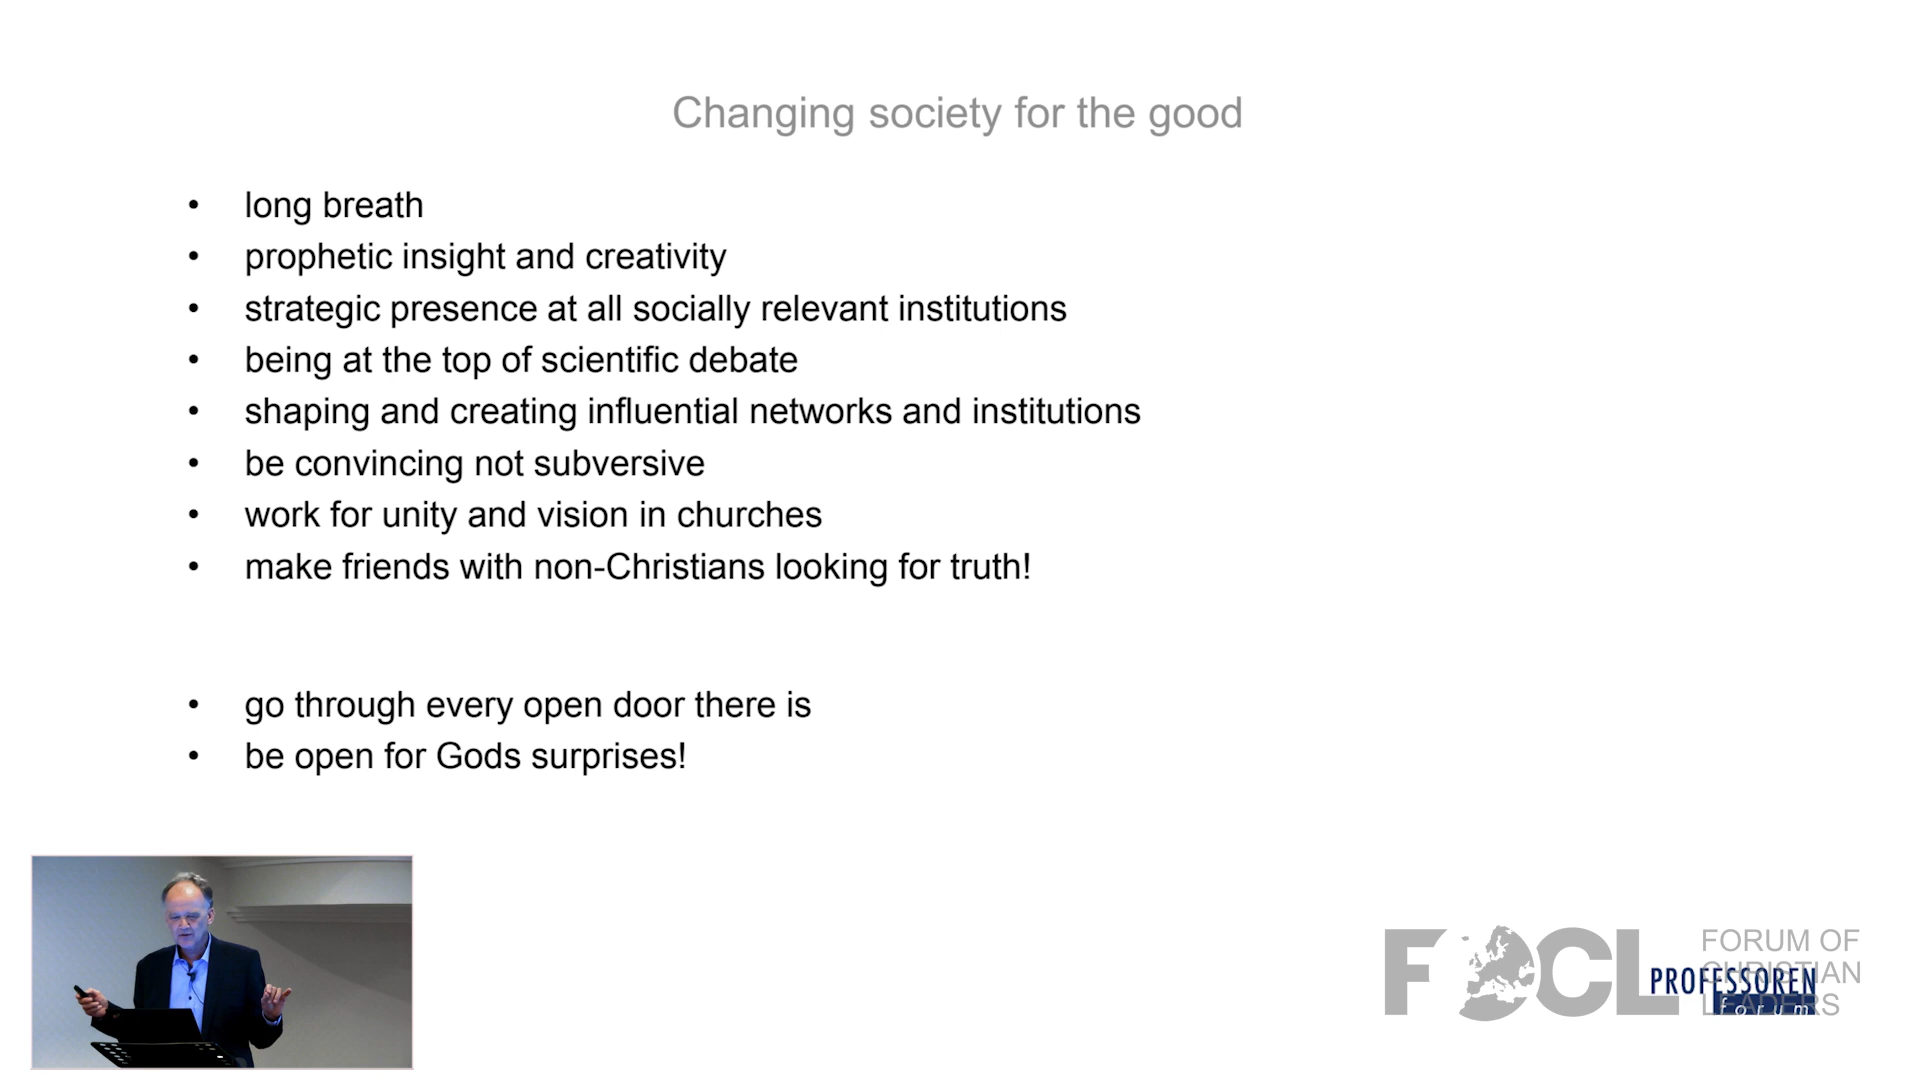 Changing society for the good
• long breath
• prophetic insight and creativity
• strategic presence at all socially relevant institutions
• being at the top of scientific debate
• shaping and creating influential networks and institutions
• be convincing not subversive
• work for unity and vision in churches
• make friends with non-Christians looking for truth!
• go through every open door there is
• be open for Gods surprises!
FOCL
FORUM OF
CHRISTIAN
LEADERS
PROFESSOREN
forum